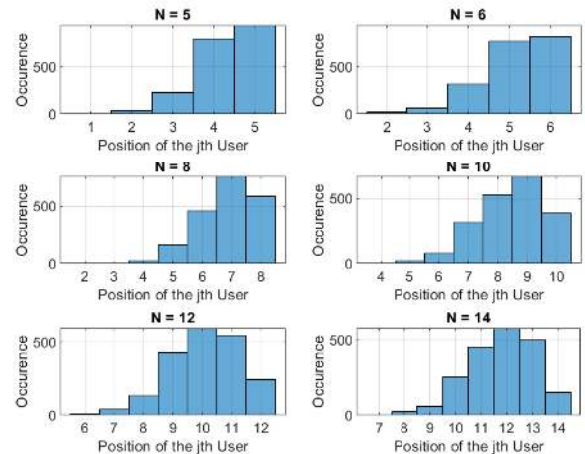 N = 5
Occurence
500
0
1 2 3 4 5
Position of the jth User
N = 6
Occurence
500
0
2 3 4 5 6
Position of the jth User
N = 8
Occurence
500
0
2 3 4 5 6 7 8
Position of the jth User
N = 10
Occurence
500
0
4 5 6 7 8 9 10
Position of the jth User
N = 12
Occurence
500
0
6 7 8 9 10 11 12
Position of the jth User
N = 14
Occurence
500
0
7 8 9 10 11 12 13 14
Position of the jth User